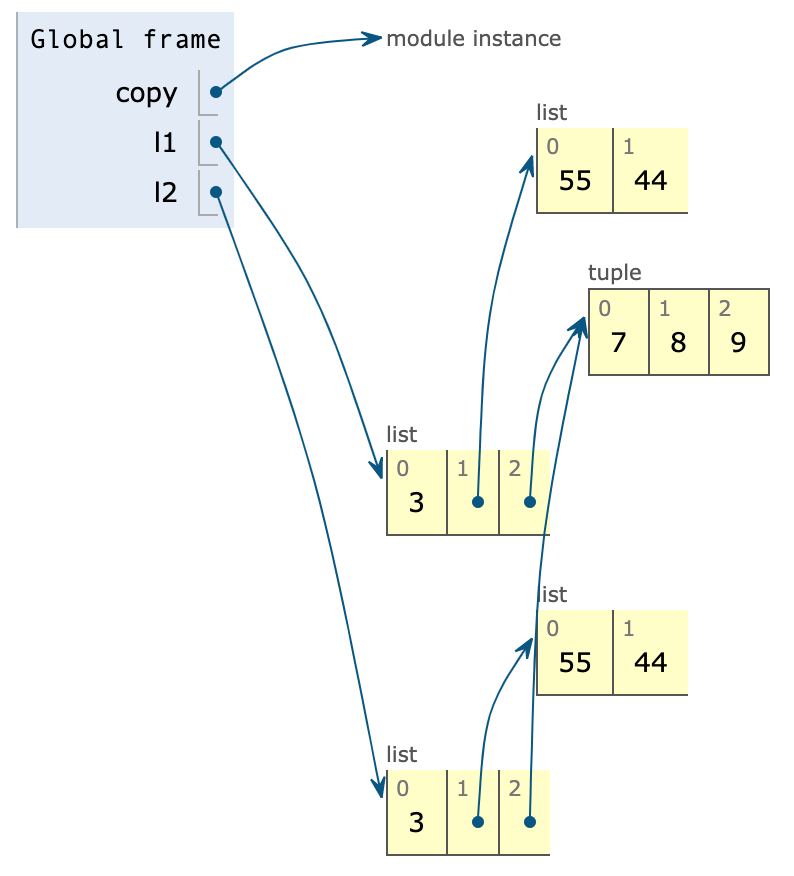 Global frame
copy
l1
l2
module instance
list
0 1
55 44
tuple
0 1 2
7 8 9
list
0 1 2
3
list
0 1
55 44
list
0 1 2
3